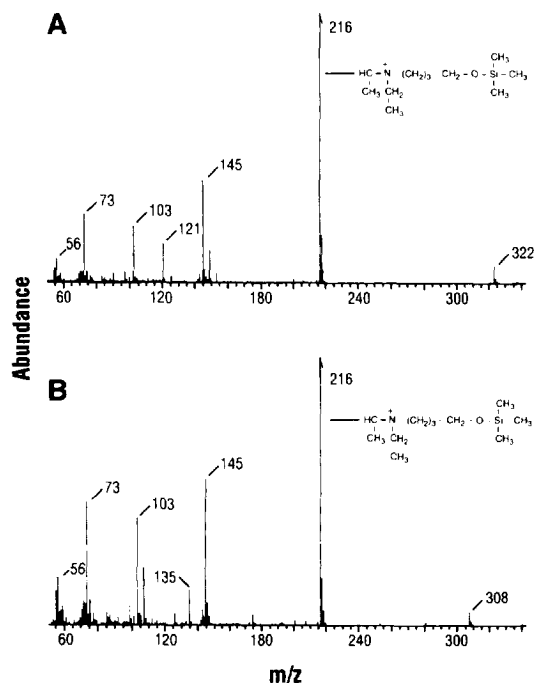 A
216
CH₃
HC – N⁺ (CH₂)₃ CH₂ – O – Si – CH₃
CH₃ CH₂ CH₃
CH₃
145
73
103
121
56
322
60 120 180 240 300
Abundance
B
216
CH₃
HC – N⁺ (CH₂)₃ – CH₂ – O – Si – CH₃
CH₃ CH₂ CH₃
CH₃
145
73
103
135
56
308
60 120 180 240 300
m/z